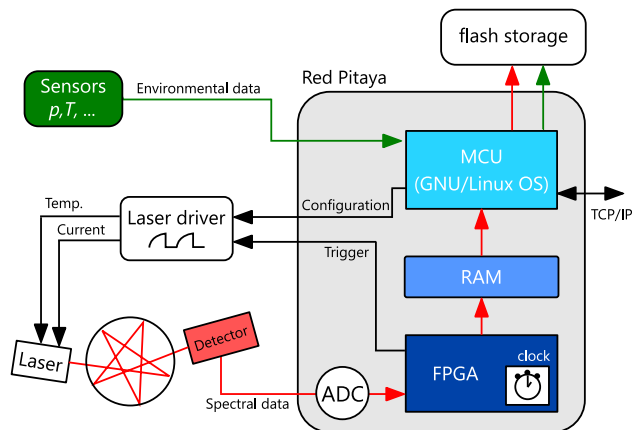 flash storage
Red Pitaya
Sensors
p,T, ...
Environmental data
MCU
(GNU/Linux OS)
TCP/IP
Temp.
Current
Laser driver
Configuration
Trigger
RAM
Laser
Detector
Spectral data
ADC
FPGA
clock